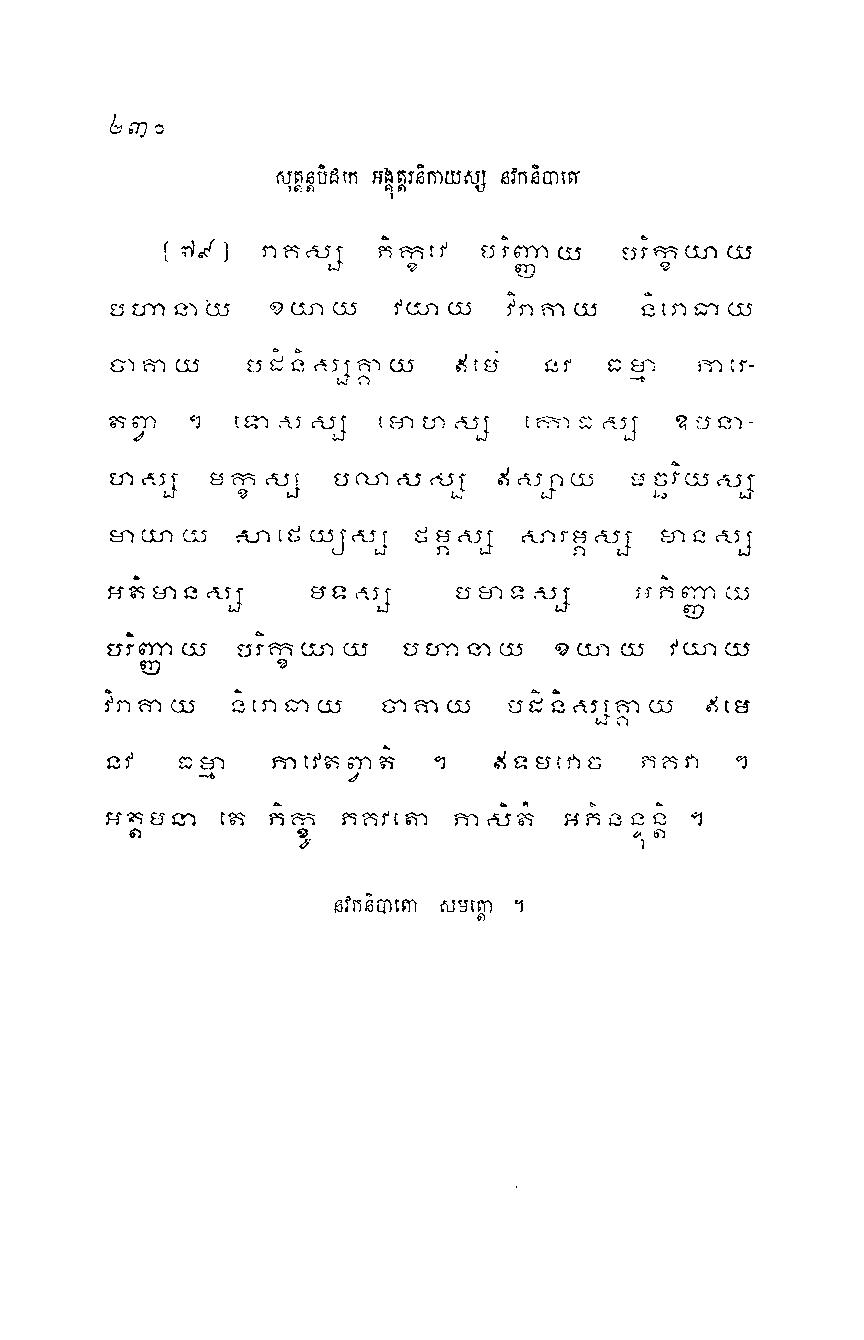 ៤៣១
សុត្តន្តបិដកេ អង្គុត្តរនិកាយស្ស នវកនិបាតេ
[៧៩] រាគស្ស ភិក្ខវេ បរិញ្ញាយ បរិក្ខយាយ
បហានាយ ខយាយ វយាយ វិរាគាយ និរោធាយ
ចាគាយ បដិនិស្សគ្គាយ ឥមេ នវ ធម្មា ភាវេ-
តព្វា ។ ទោសស្ស មោហស្ស កោធស្ស ឧបនា-
ហស្ស មក្ខស្ស បលាសស្ស ឥស្សាយ មច្ឆរិយស្ស
មាយាយ សាថេយ្យស្ស ថម្ភស្ស សារម្ភស្ស មានស្ស
អតិមានស្ស មទស្ស បមាទស្ស អភិញ្ញាយ
បរិញ្ញាយ បរិក្ខយាយ បហានាយ ខយាយ វយាយ
វិរាគាយ និរោធាយ ចាគាយ បដិនិស្សគ្គាយ ឥមេ
នវ ធម្មា ភាវេតព្វាតិ ។ ឥទមវោច ភគវា ។
អត្តមនា តេ ភិក្ខូ ភគវតោ ភាសិតំ អភិនន្ទុន្តិ ។
នវកនិបាតោ សមត្តោ ។